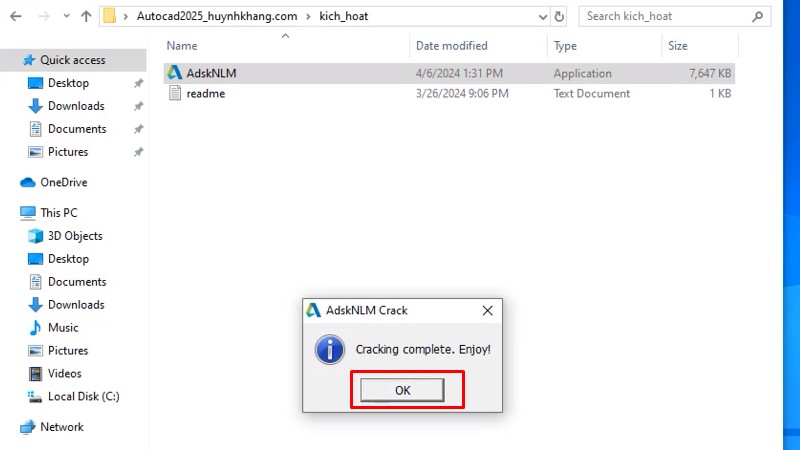 Autocad2025_huynhkhang.com > kich_hoat
Search kich_hoat
Name Date modified Type Size
Quick access
AdskNLM 4/6/2024 1:31 PM Application 7,647 KB
Desktop
readme 3/26/2024 9:06 PM Text Document 1 KB
Downloads
Documents
Pictures
OneDrive
This PC
3D Objects
Desktop
Documents
Downloads
Music
Pictures
Videos
Local Disk (C:)
Network
AdskNLM Crack
Cracking complete. Enjoy!
OK